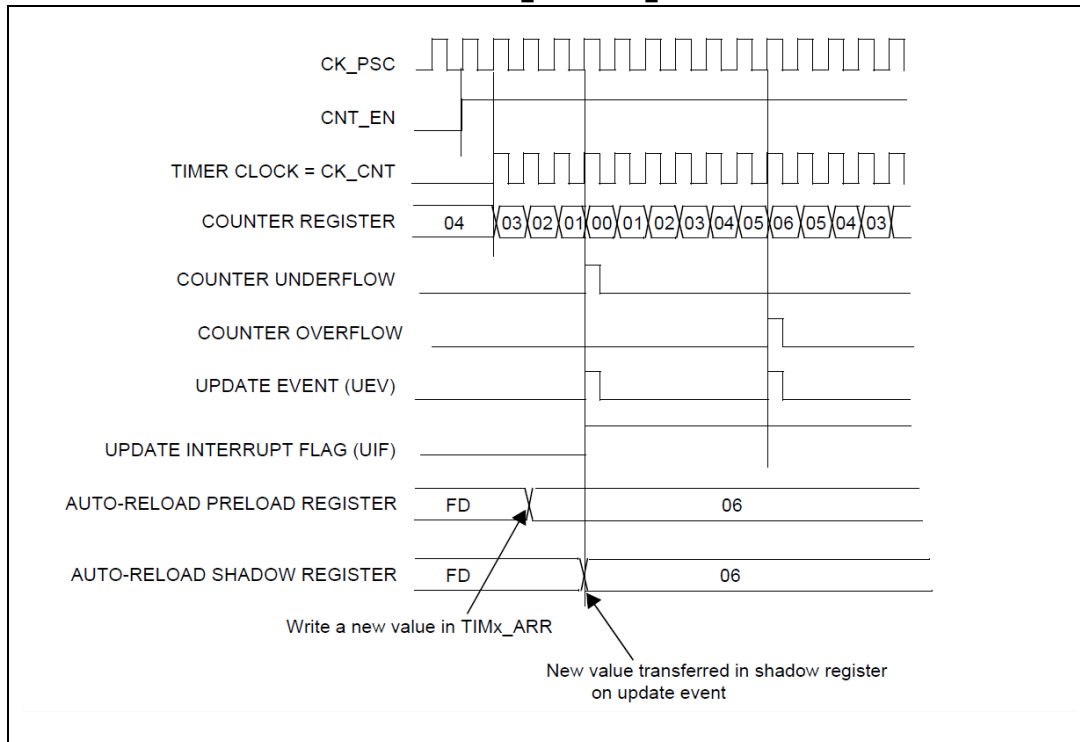 CK_PSC
CNT_EN
TIMER CLOCK = CK_CNT
COUNTER REGISTER 04 03 02 01 00 01 02 03 04 05 06 05 04 03
COUNTER UNDERFLOW
COUNTER OVERFLOW
UPDATE EVENT (UEV)
UPDATE INTERRUPT FLAG (UIF)
AUTO-RELOAD PRELOAD REGISTER FD 06
AUTO-RELOAD SHADOW REGISTER FD 06
Write a new value in TIMx_ARR
New value transferred in shadow register
on update event